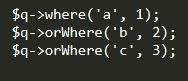 $q->where('a', 1);
$q->orWhere('b', 2);
$q->orWhere('c', 3);